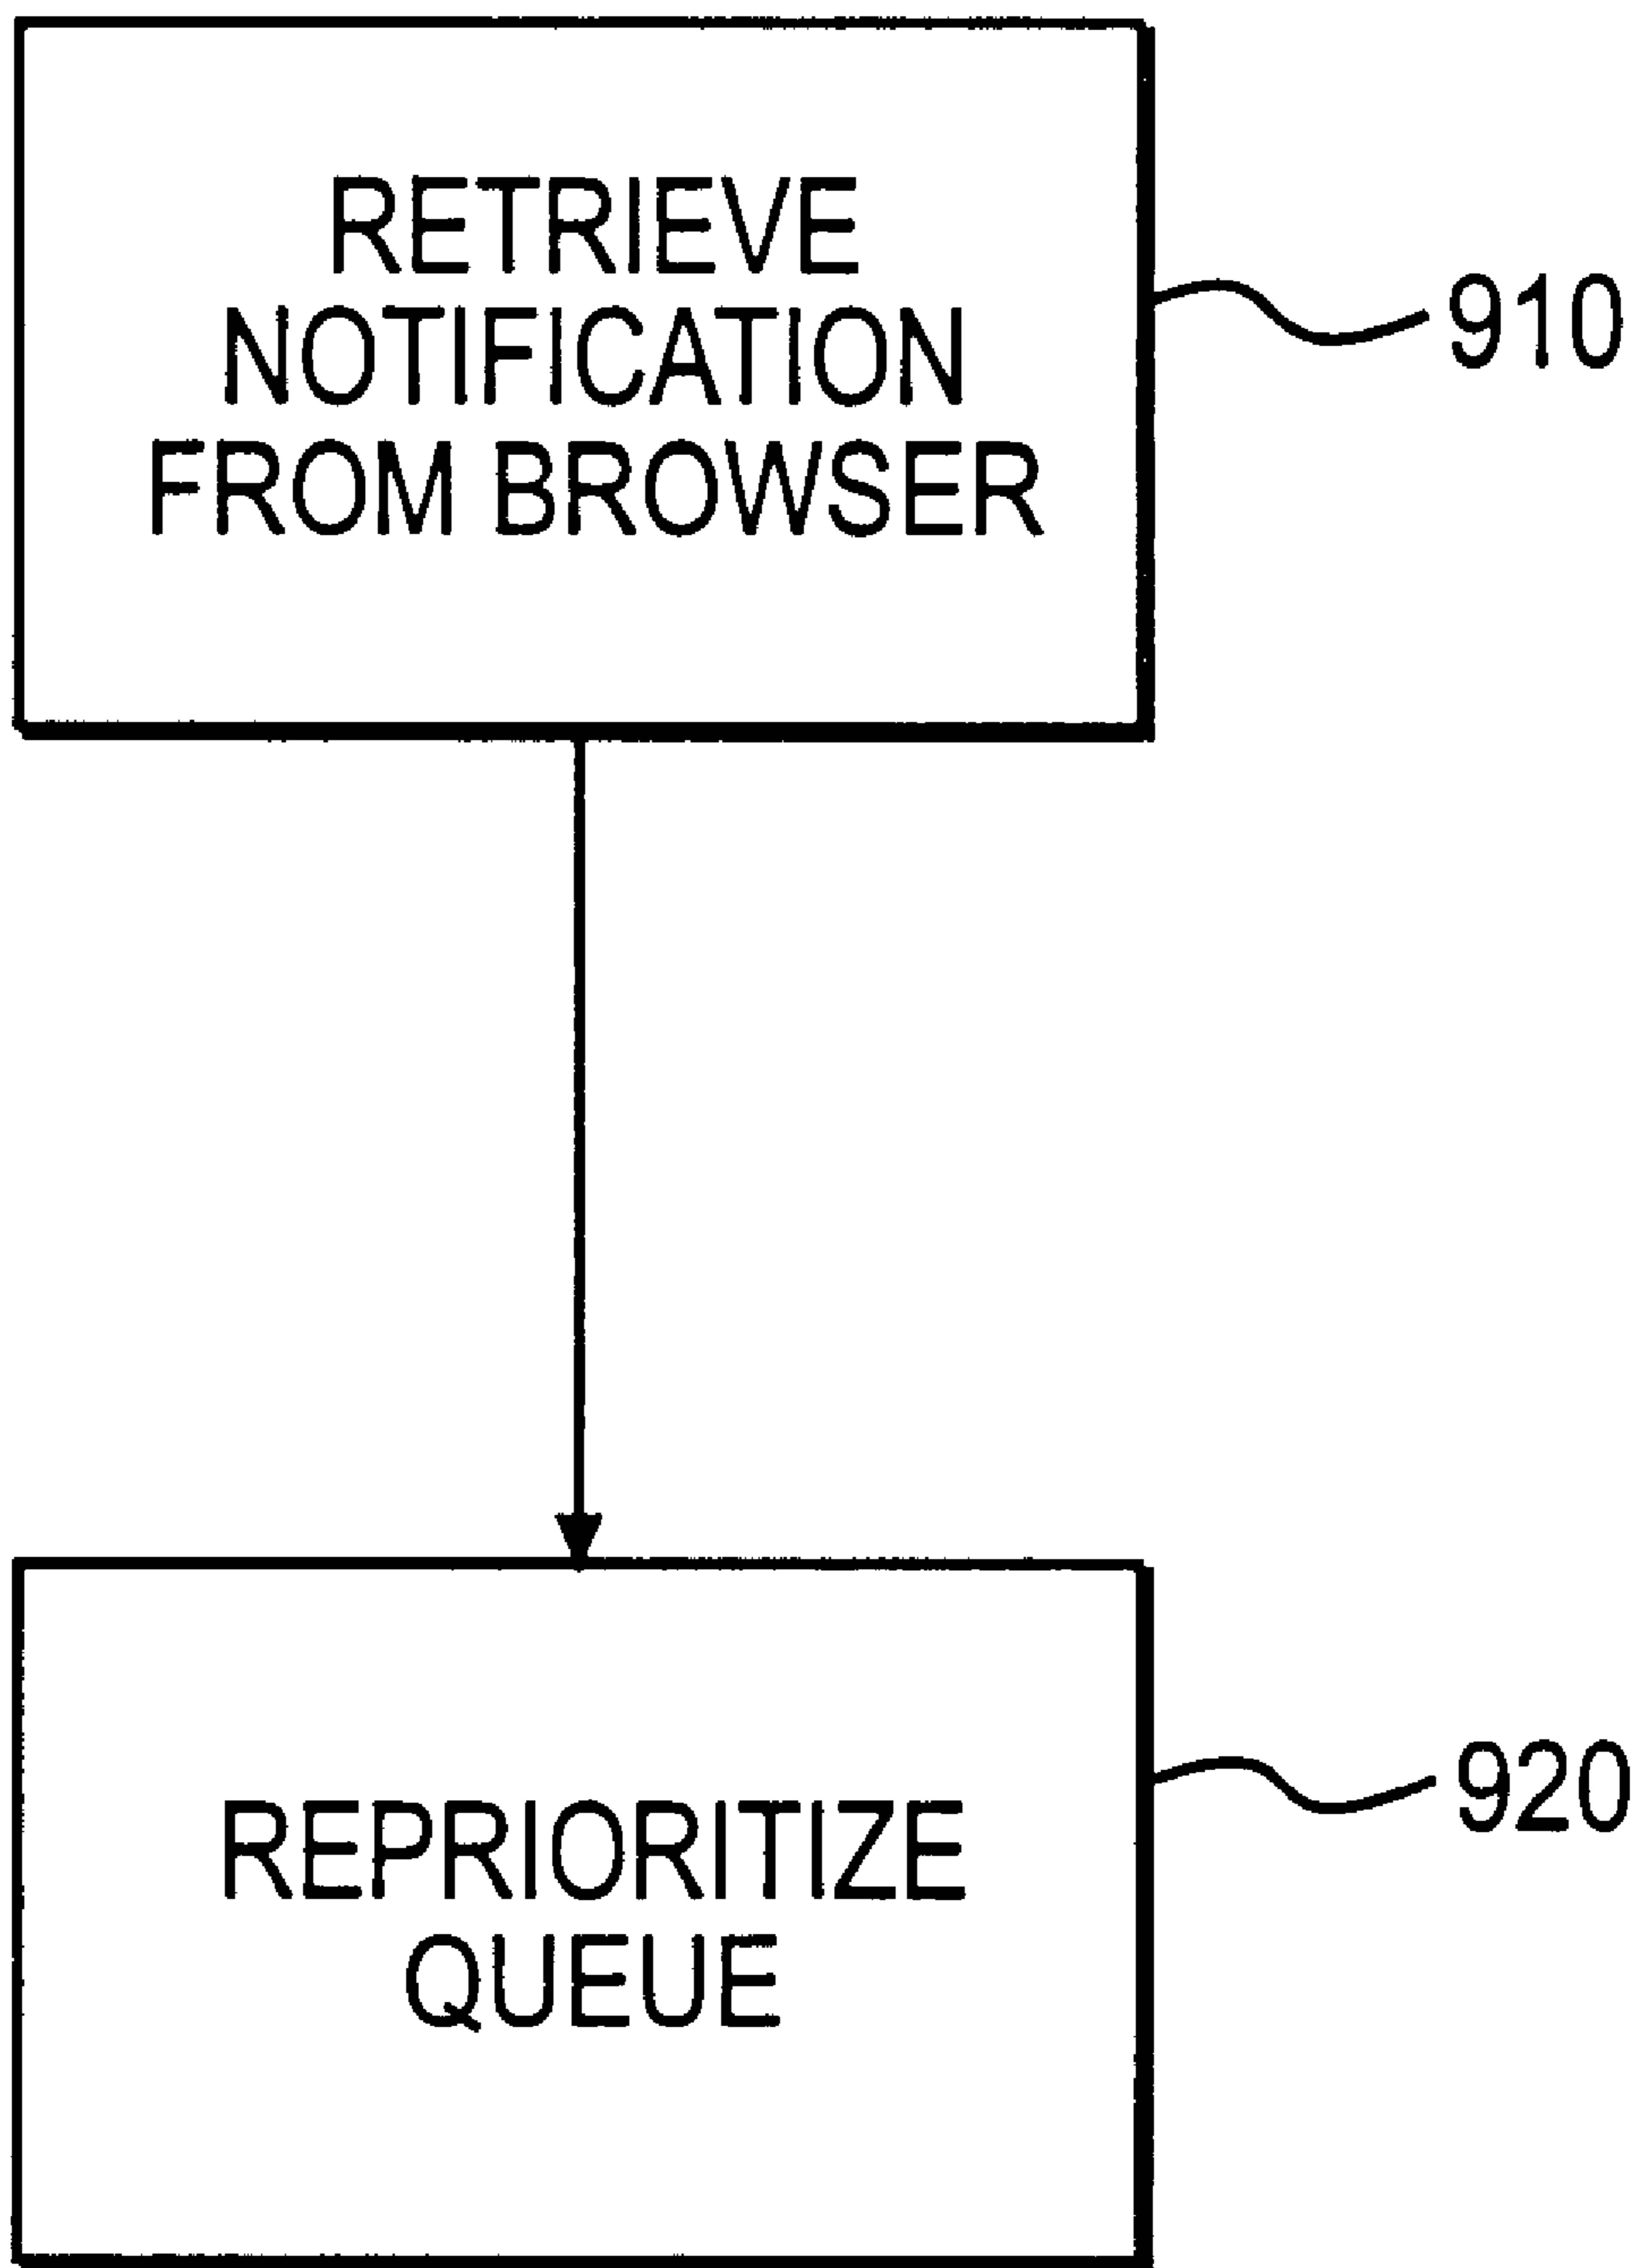 RETRIEVE
NOTIFICATION
FROM BROWSER
910
REPRIORITIZE
QUEUE
920